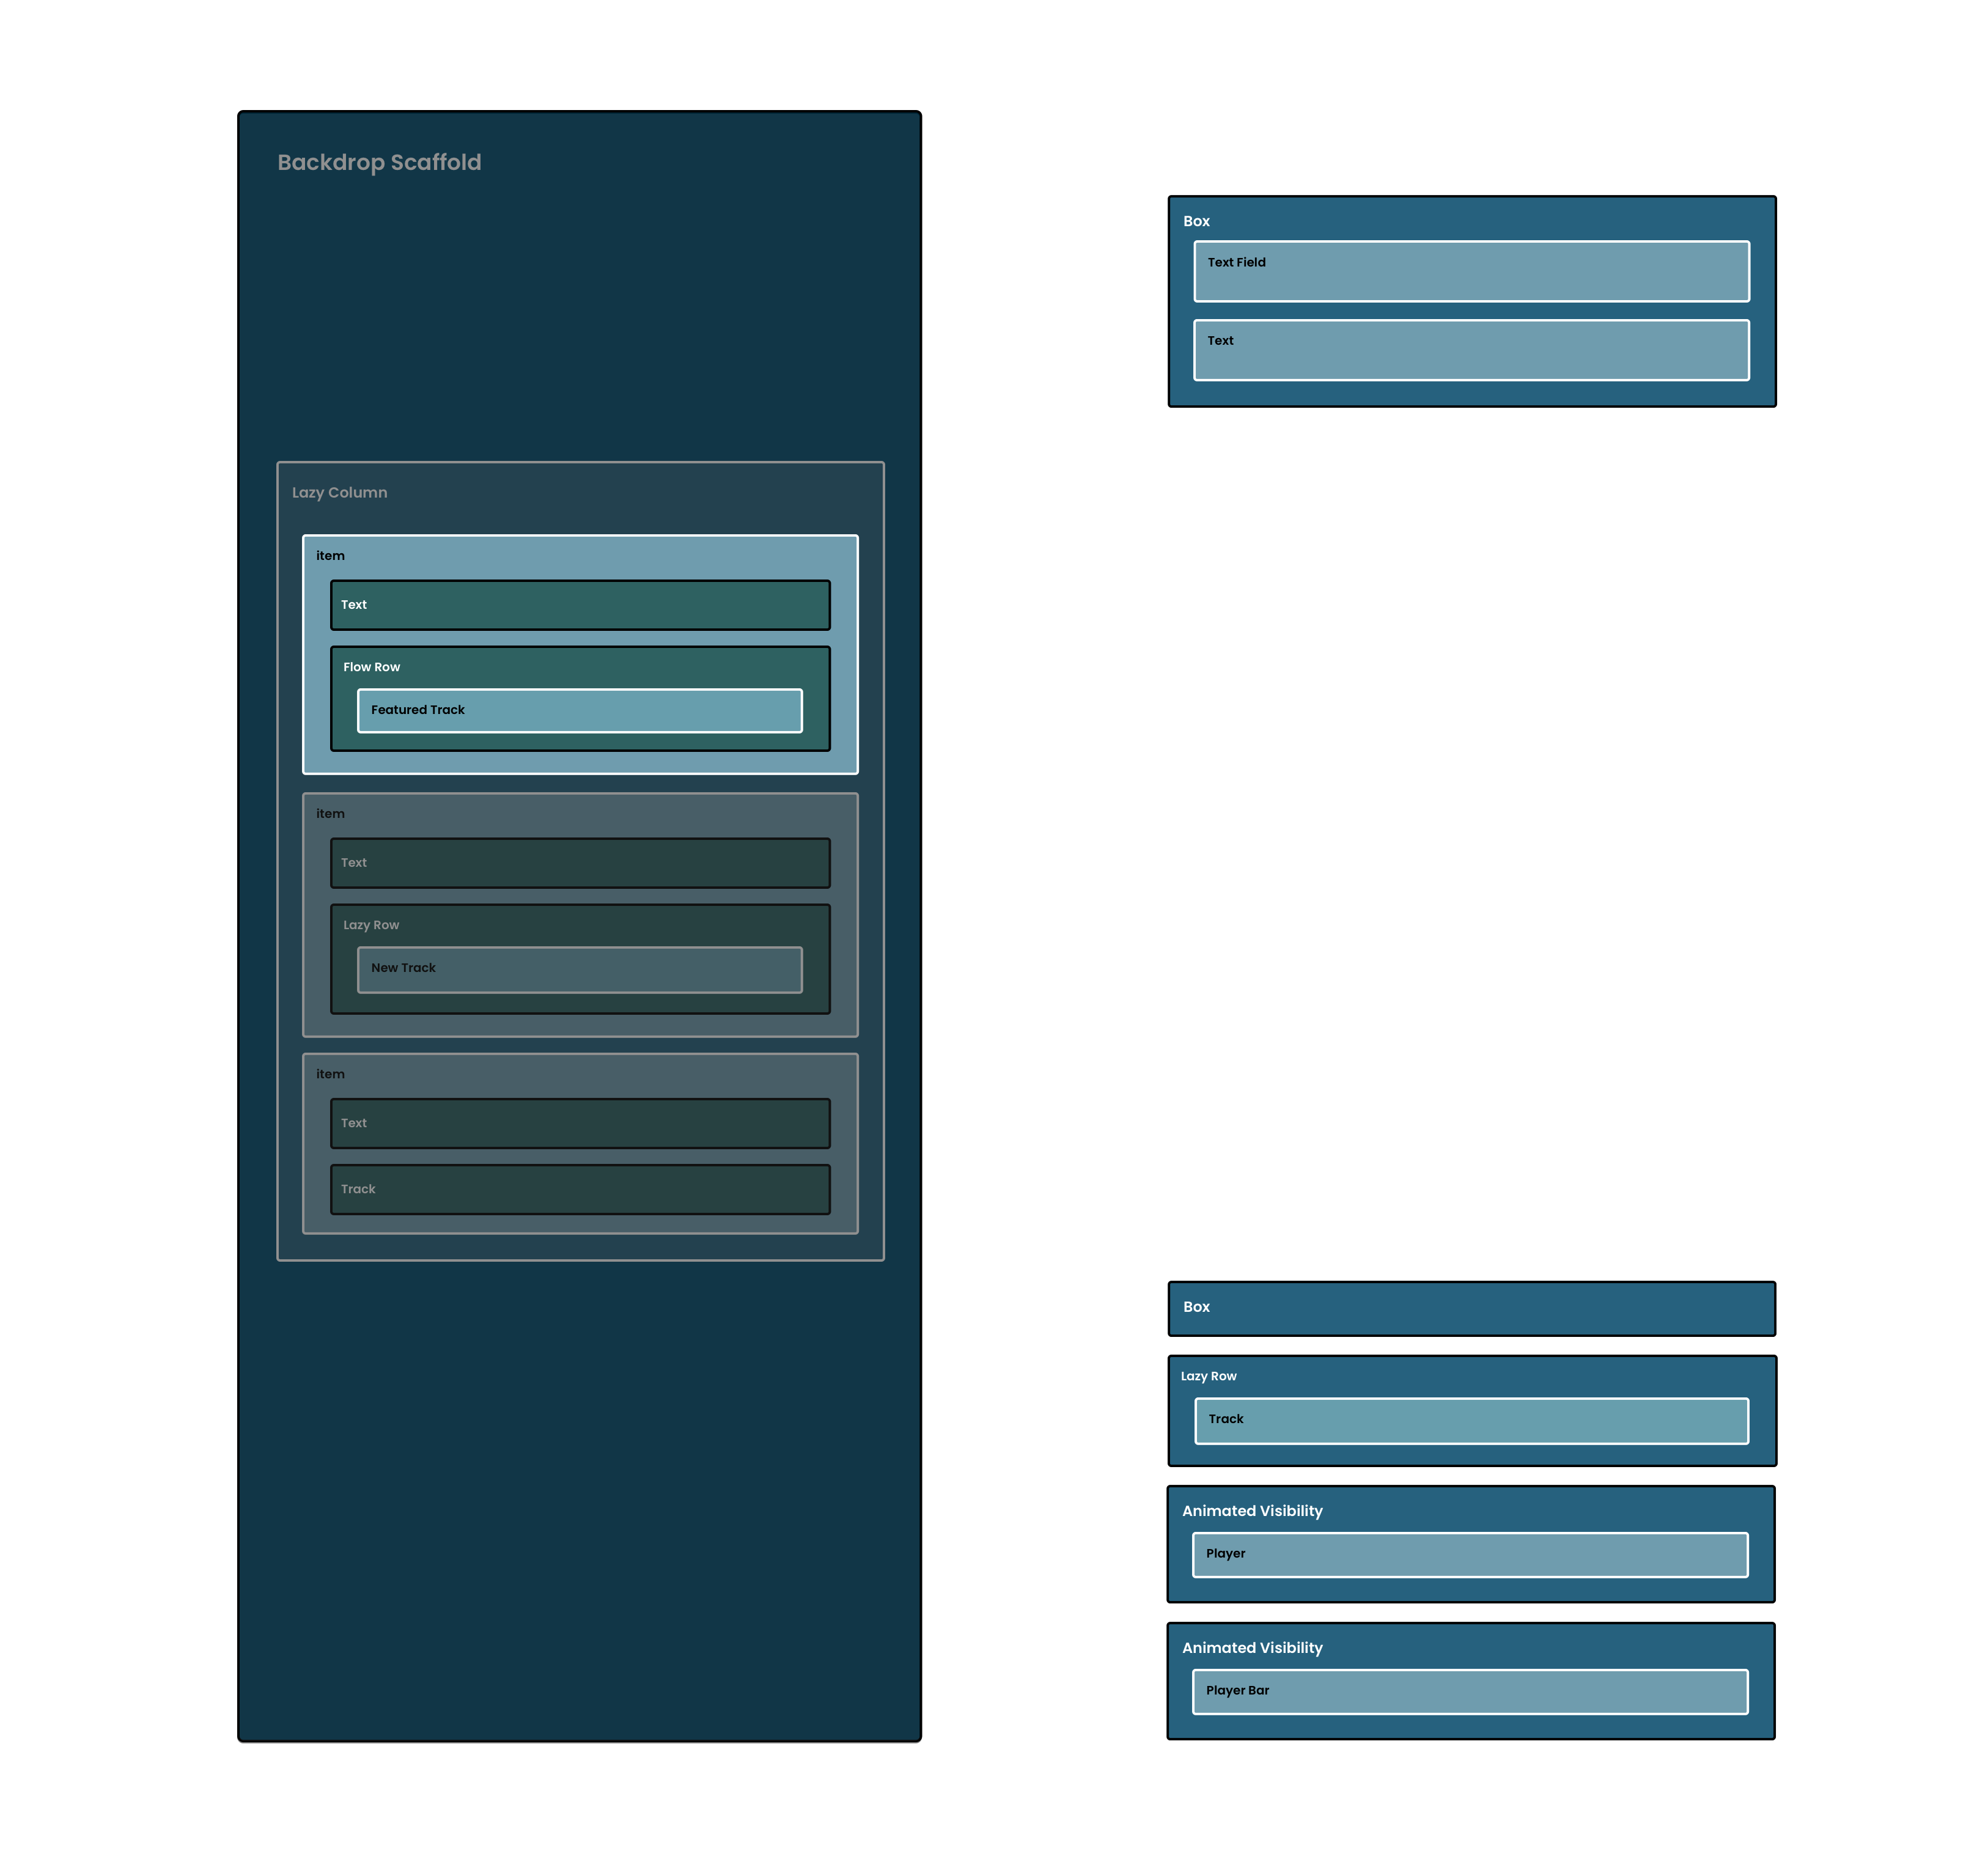 Backdrop Scaffold
Lazy Column
item
Text
Flow Row
Featured Track
item
Text
Lazy Row
New Track
item
Text
Track
Box
Text Field
Text
Box
Lazy Row
Track
Animated Visibility
Player
Animated Visibility
Player Bar